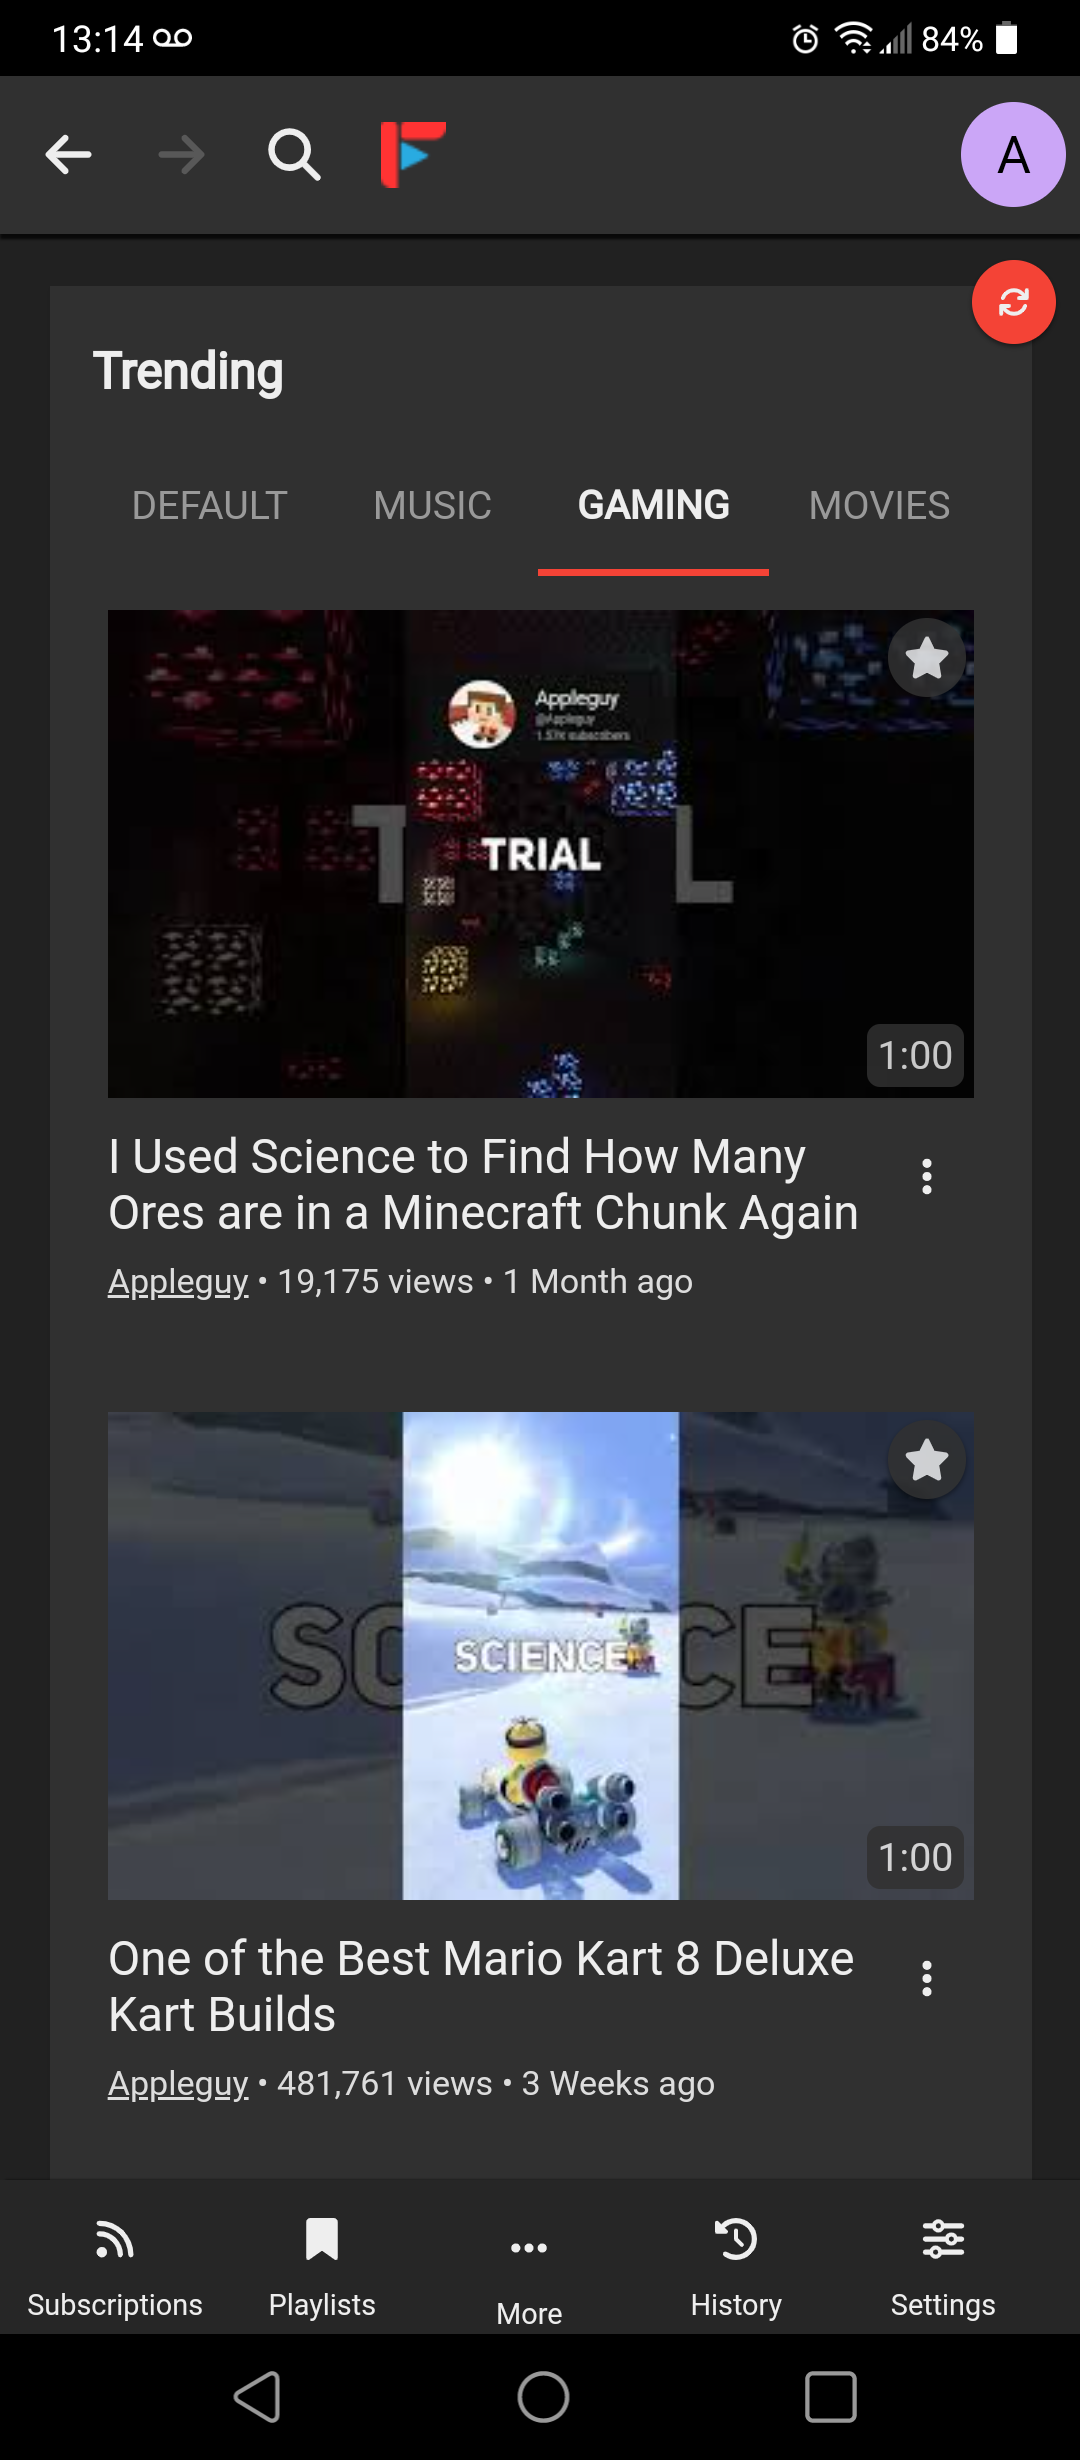 13:14
84%
A
Trending
DEFAULT
MUSIC
GAMING
MOVIES
Appleguy
@Appleguy
1.57K subscribers
T
TRIAL
L
1:00
I Used Science to Find How Many
Ores are in a Minecraft Chunk Again
Appleguy • 19,175 views • 1 Month ago
SC
SCIENCE
CE
1:00
One of the Best Mario Kart 8 Deluxe
Kart Builds
Appleguy • 481,761 views • 3 Weeks ago
Subscriptions
Playlists
More
History
Settings